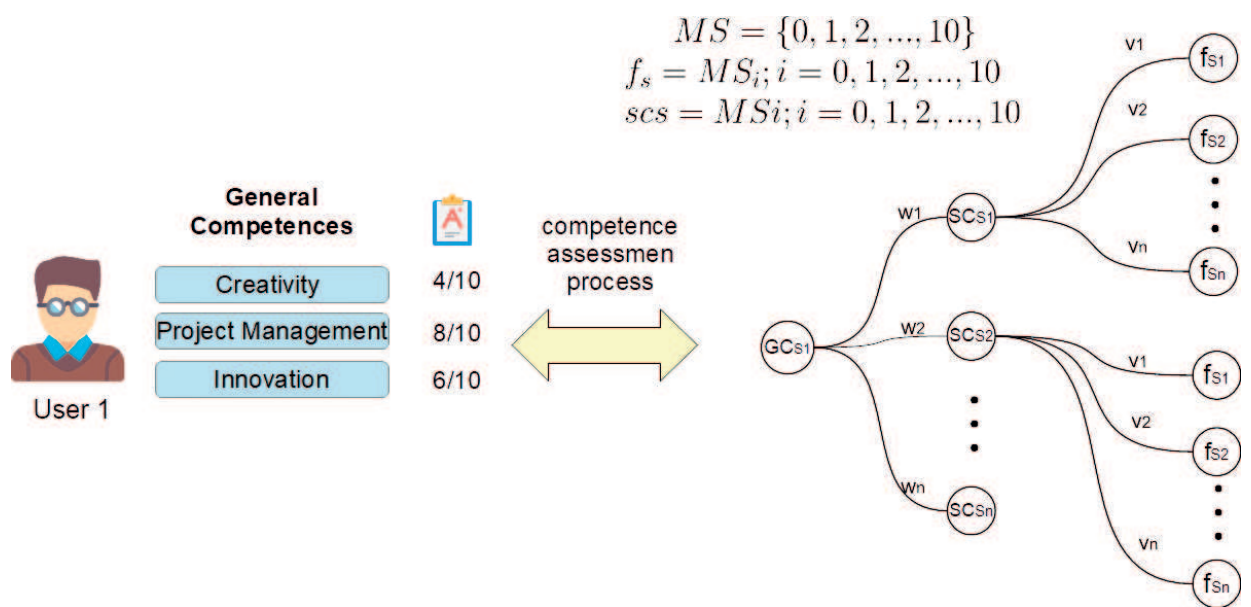 MS = {0, 1, 2, ..., 10}
f_s = MS_i; i = 0, 1, 2, ..., 10
scs = MSi; i = 0, 1, 2, ..., 10
General
Competences
A+
Creativity 4/10
Project Management 8/10
Innovation 6/10
User 1
competence
assessmen
process
GCS1
w1
w2
wn
SCS1
SCS2
SCSn
v1
v2
vn
fS1
fS2
fSn
v1
v2
vn
fS1
fS2
fSn